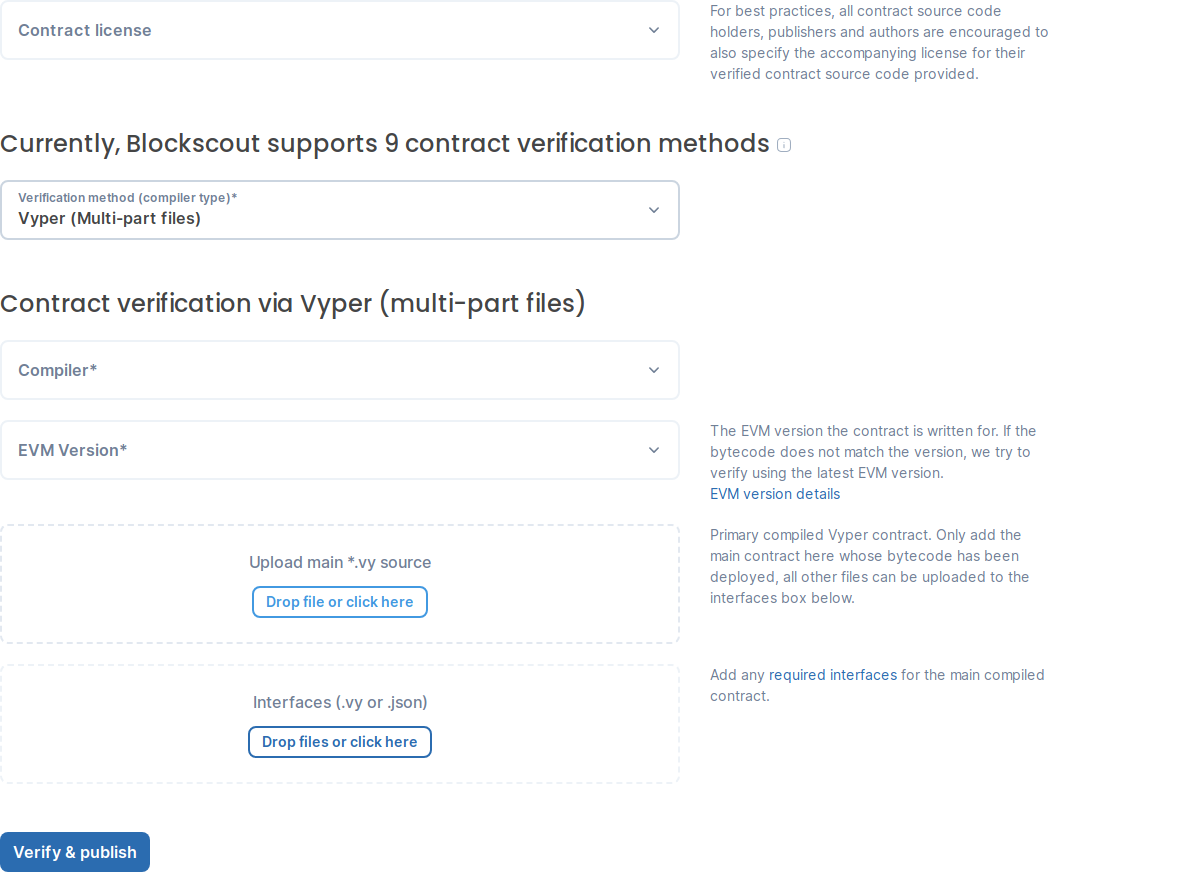 Contract license
For best practices, all contract source code
holders, publishers and authors are encouraged to
also specify the accompanying license for their
verified contract source code provided.
Currently, Blockscout supports 9 contract verification methods
Verification method (compiler type)*
Vyper (Multi-part files)
Contract verification via Vyper (multi-part files)
Compiler*
EVM Version*
The EVM version the contract is written for. If the
bytecode does not match the version, we try to
verify using the latest EVM version.
EVM version details
Upload main *.vy source
Drop file or click here
Primary compiled Vyper contract. Only add the
main contract here whose bytecode has been
deployed, all other files can be uploaded to the
interfaces box below.
Interfaces (.vy or .json)
Drop files or click here
Add any required interfaces for the main compiled
contract.
Verify & publish